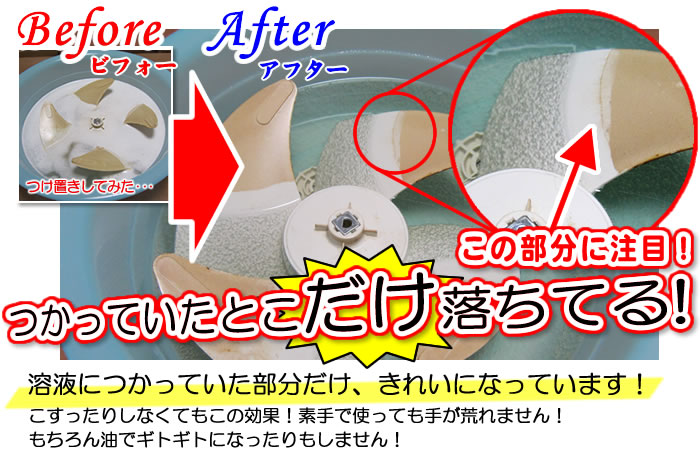 Before
ビフォー
After
アフター
つけ置きしてみた・・・
この部分に注目！
つかっていたとこだけ落ちてる！
溶液につかっていた部分だけ、きれいになっています！
こすったりしなくてもこの効果！素手で使っても手が荒れません！
もちろん油でギトギトになったりもしません！